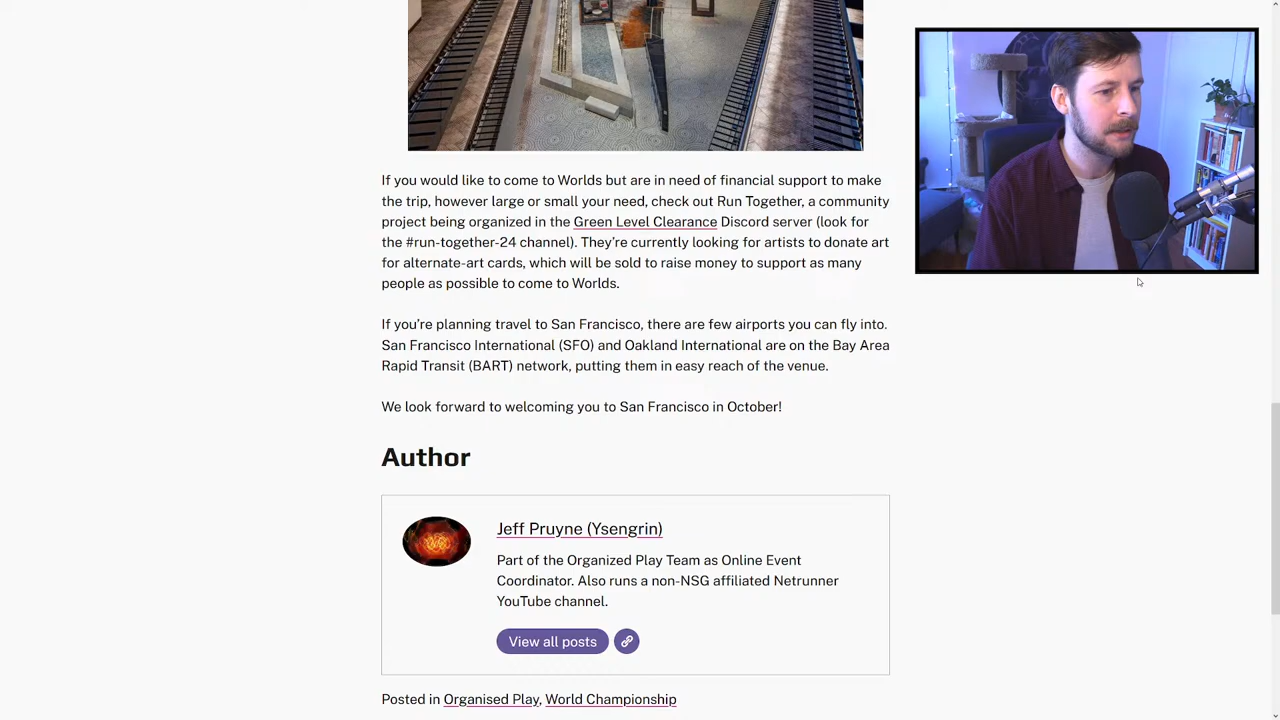 If you would like to come to Worlds but are in need of financial support to make
the trip, however large or small your need, check out Run Together, a community
project being organized in the Green Level Clearance Discord server (look for
the #run-together-24 channel). They’re currently looking for artists to donate art
for alternate-art cards, which will be sold to raise money to support as many
people as possible to come to Worlds.
If you’re planning travel to San Francisco, there are few airports you can fly into.
San Francisco International (SFO) and Oakland International are on the Bay Area
Rapid Transit (BART) network, putting them in easy reach of the venue.
We look forward to welcoming you to San Francisco in October!
Author
Jeff Pruyne (Ysengrin)
Part of the Organized Play Team as Online Event
Coordinator. Also runs a non-NSG affiliated Netrunner
YouTube channel.
View all posts
Posted in Organised Play, World Championship